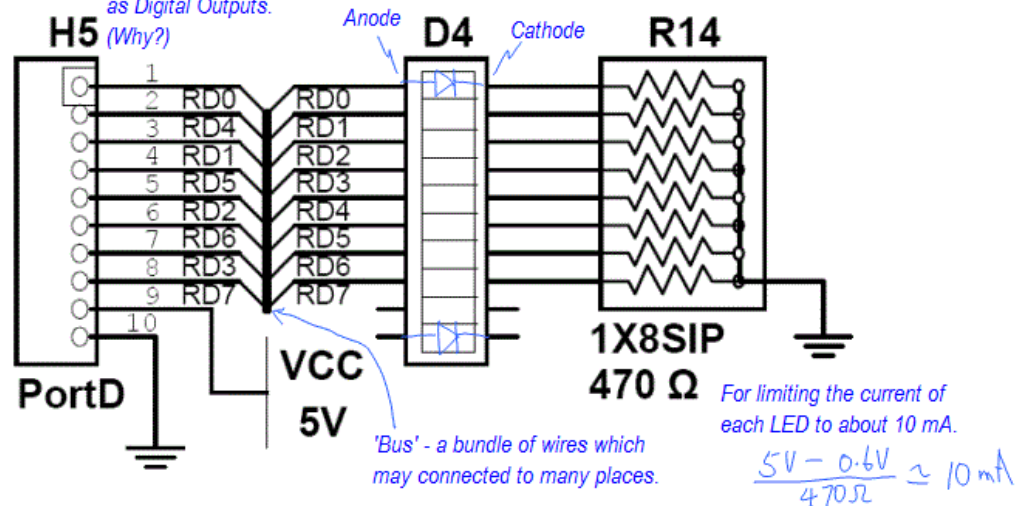 as Digital Outputs.
(Why?)
H5
Anode
D4
Cathode
R14
1
2 RD0
3 RD4
4 RD1
5 RD5
6 RD2
7 RD6
8 RD3
9 RD7
10
RD0
RD1
RD2
RD3
RD4
RD5
RD6
RD7
PortD
VCC
5V
1X8SIP
470 Ω
'Bus' - a bundle of wires which
may connected to many places.
For limiting the current of
each LED to about 10 mA.
5V - 0.6V
470Ω
≃ 10 mA